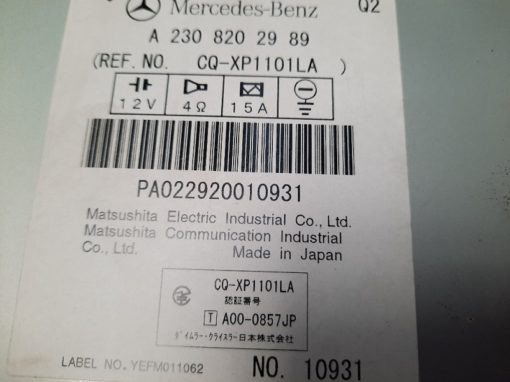 Mercedes-Benz Q2
A 230 820 29 89
(REF. NO. CQ-XP1101LA )
12V 4Ω 15A
PA022920010931
Matsushita Electric Industrial Co., Ltd.
Matsushita Communication Industrial
Co., Ltd. Made in Japan
CQ-XP1101LA
認証番号
T A00-0857JP
ダイムラー・クライスラー日本株式会社
LABEL NO. YEFM011062 NO. 10931